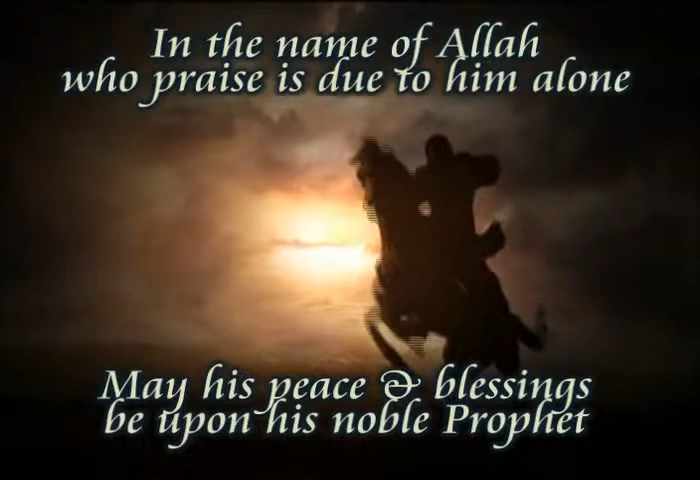 In the name of Allah
who praise is due to him alone
May his peace & blessings
be upon his noble Prophet